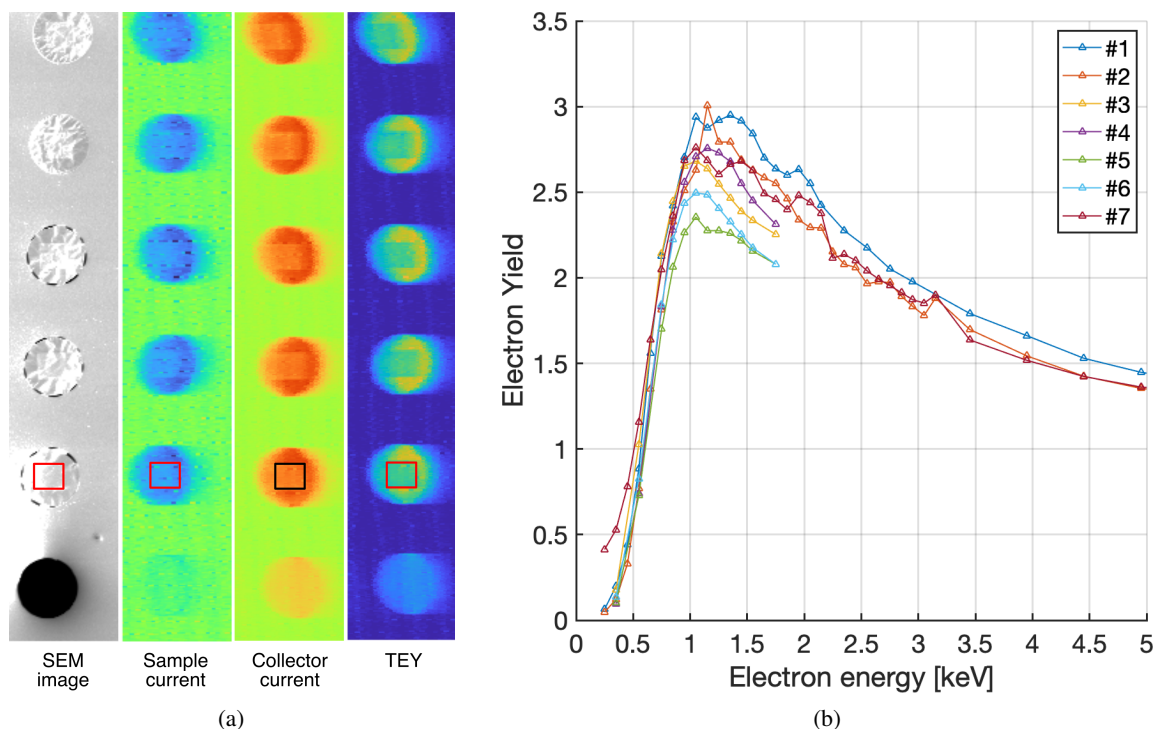 SEM
image
Sample
current
Collector
current
TEY
(a)
3.5
3
2.5
2
1.5
1
0.5
0
0 0.5 1 1.5 2 2.5 3 3.5 4 4.5 5
Electron Yield
Electron energy [keV]
#1
#2
#3
#4
#5
#6
#7
(b)